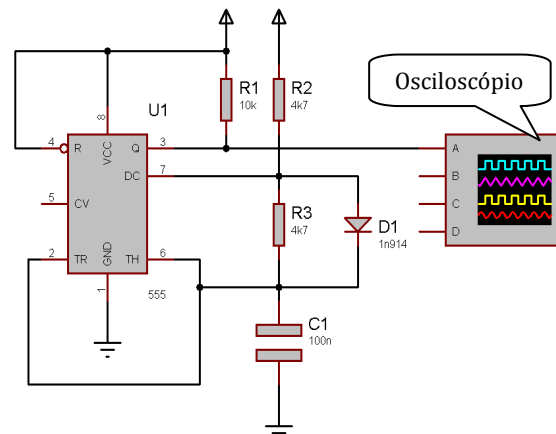 Osciloscópio
R1
10k
R2
4k7
U1
8
4
R
VCC
Q
3
A
DC
7
B
5
CV
R3
4k7
D1
1n914
C
D
2
TR
GND
TH
6
1
555
C1
100n